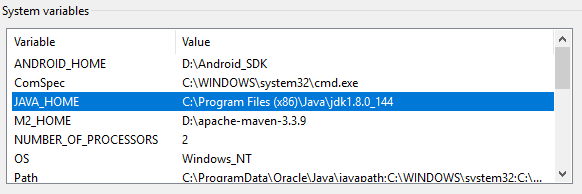 System variables
Variable Value
ANDROID_HOME D:\Android_SDK
ComSpec C:\WINDOWS\system32\cmd.exe
JAVA_HOME C:\Program Files (x86)\Java\jdk1.8.0_144
M2_HOME D:\apache-maven-3.3.9
NUMBER_OF_PROCESSORS 2
OS Windows_NT
Path C:\ProgramData\Oracle\Java\javapath;C:\WINDOWS\system32;C:\...